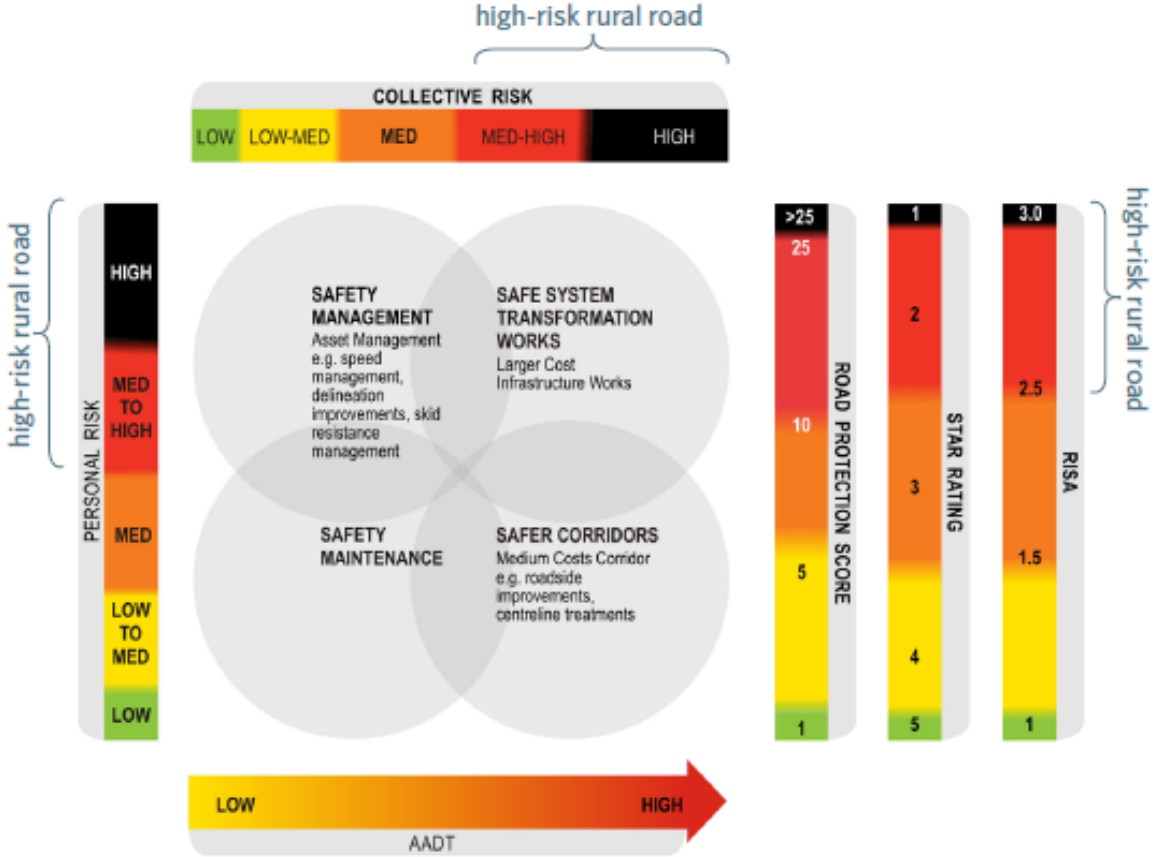 high-risk rural road
COLLECTIVE RISK
LOW LOW-MED MED MED-HIGH HIGH
high-risk rural road
PERSONAL RISK
HIGH
MED
TO
HIGH
MED
LOW
TO
MED
LOW
SAFETY
MANAGEMENT
Asset Management
e.g. speed
management,
delineation
improvements, skid
resistance
management
SAFE SYSTEM
TRANSFORMATION
WORKS
Larger Cost
Infrastructure Works
SAFETY
MAINTENANCE
SAFER CORRIDORS
Medium Costs Corridor
e.g. roadside
improvements,
centreline treatments
>25
25
10
5
1
ROAD PROTECTION SCORE
1
2
3
4
5
STAR RATING
3.0
2.5
1.5
1
RISA
high-risk rural road
LOW HIGH
AADT